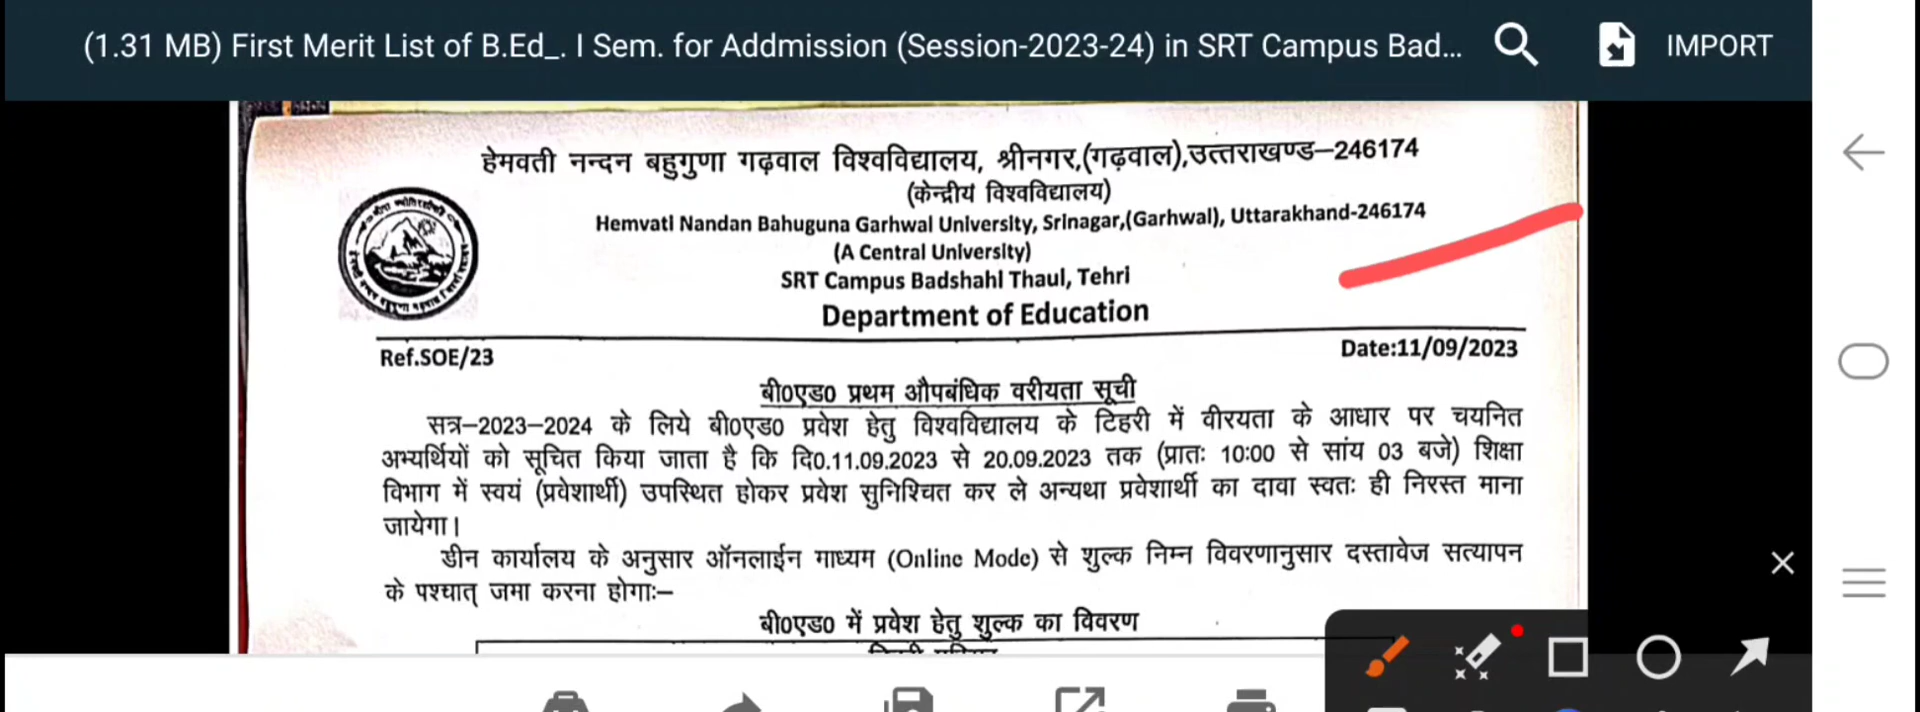 (1.31 MB) First Merit List of B.Ed_. I Sem. for Addmission (Session-2023-24) in SRT Campus Bad...
IMPORT
हेमवती नन्दन बहुगुणा गढ़वाल विश्वविद्यालय, श्रीनगर,(गढ़वाल),उत्तराखण्ड–246174
(केन्द्रीय विश्वविद्यालय)
Hemvati Nandan Bahuguna Garhwal University, Srinagar,(Garhwal), Uttarakhand-246174
(A Central University)
SRT Campus Badshahi Thaul, Tehri
Department of Education
Ref.SOE/23
Date:11/09/2023
बी0एड0 प्रथम औपबंधिक वरीयता सूची
सत्र–2023–2024 के लिये बी0एड0 प्रवेश हेतु विश्वविद्यालय के टिहरी में वीरयता के आधार पर चयनित
अभ्यर्थियों को सूचित किया जाता है कि दि0.11.09.2023 से 20.09.2023 तक (प्रातः 10:00 से सांय 03 बजे) शिक्षा
विभाग में स्वयं (प्रवेशार्थी) उपस्थित होकर प्रवेश सुनिश्चित कर ले अन्यथा प्रवेशार्थी का दावा स्वतः ही निरस्त माना
जायेगा।
डीन कार्यालय के अनुसार ऑनलाईन माध्यम (Online Mode) से शुल्क निम्न विवरणानुसार दस्तावेज सत्यापन
के पश्चात् जमा करना होगाः–
बी0एड0 में प्रवेश हेतु शुल्क का विवरण